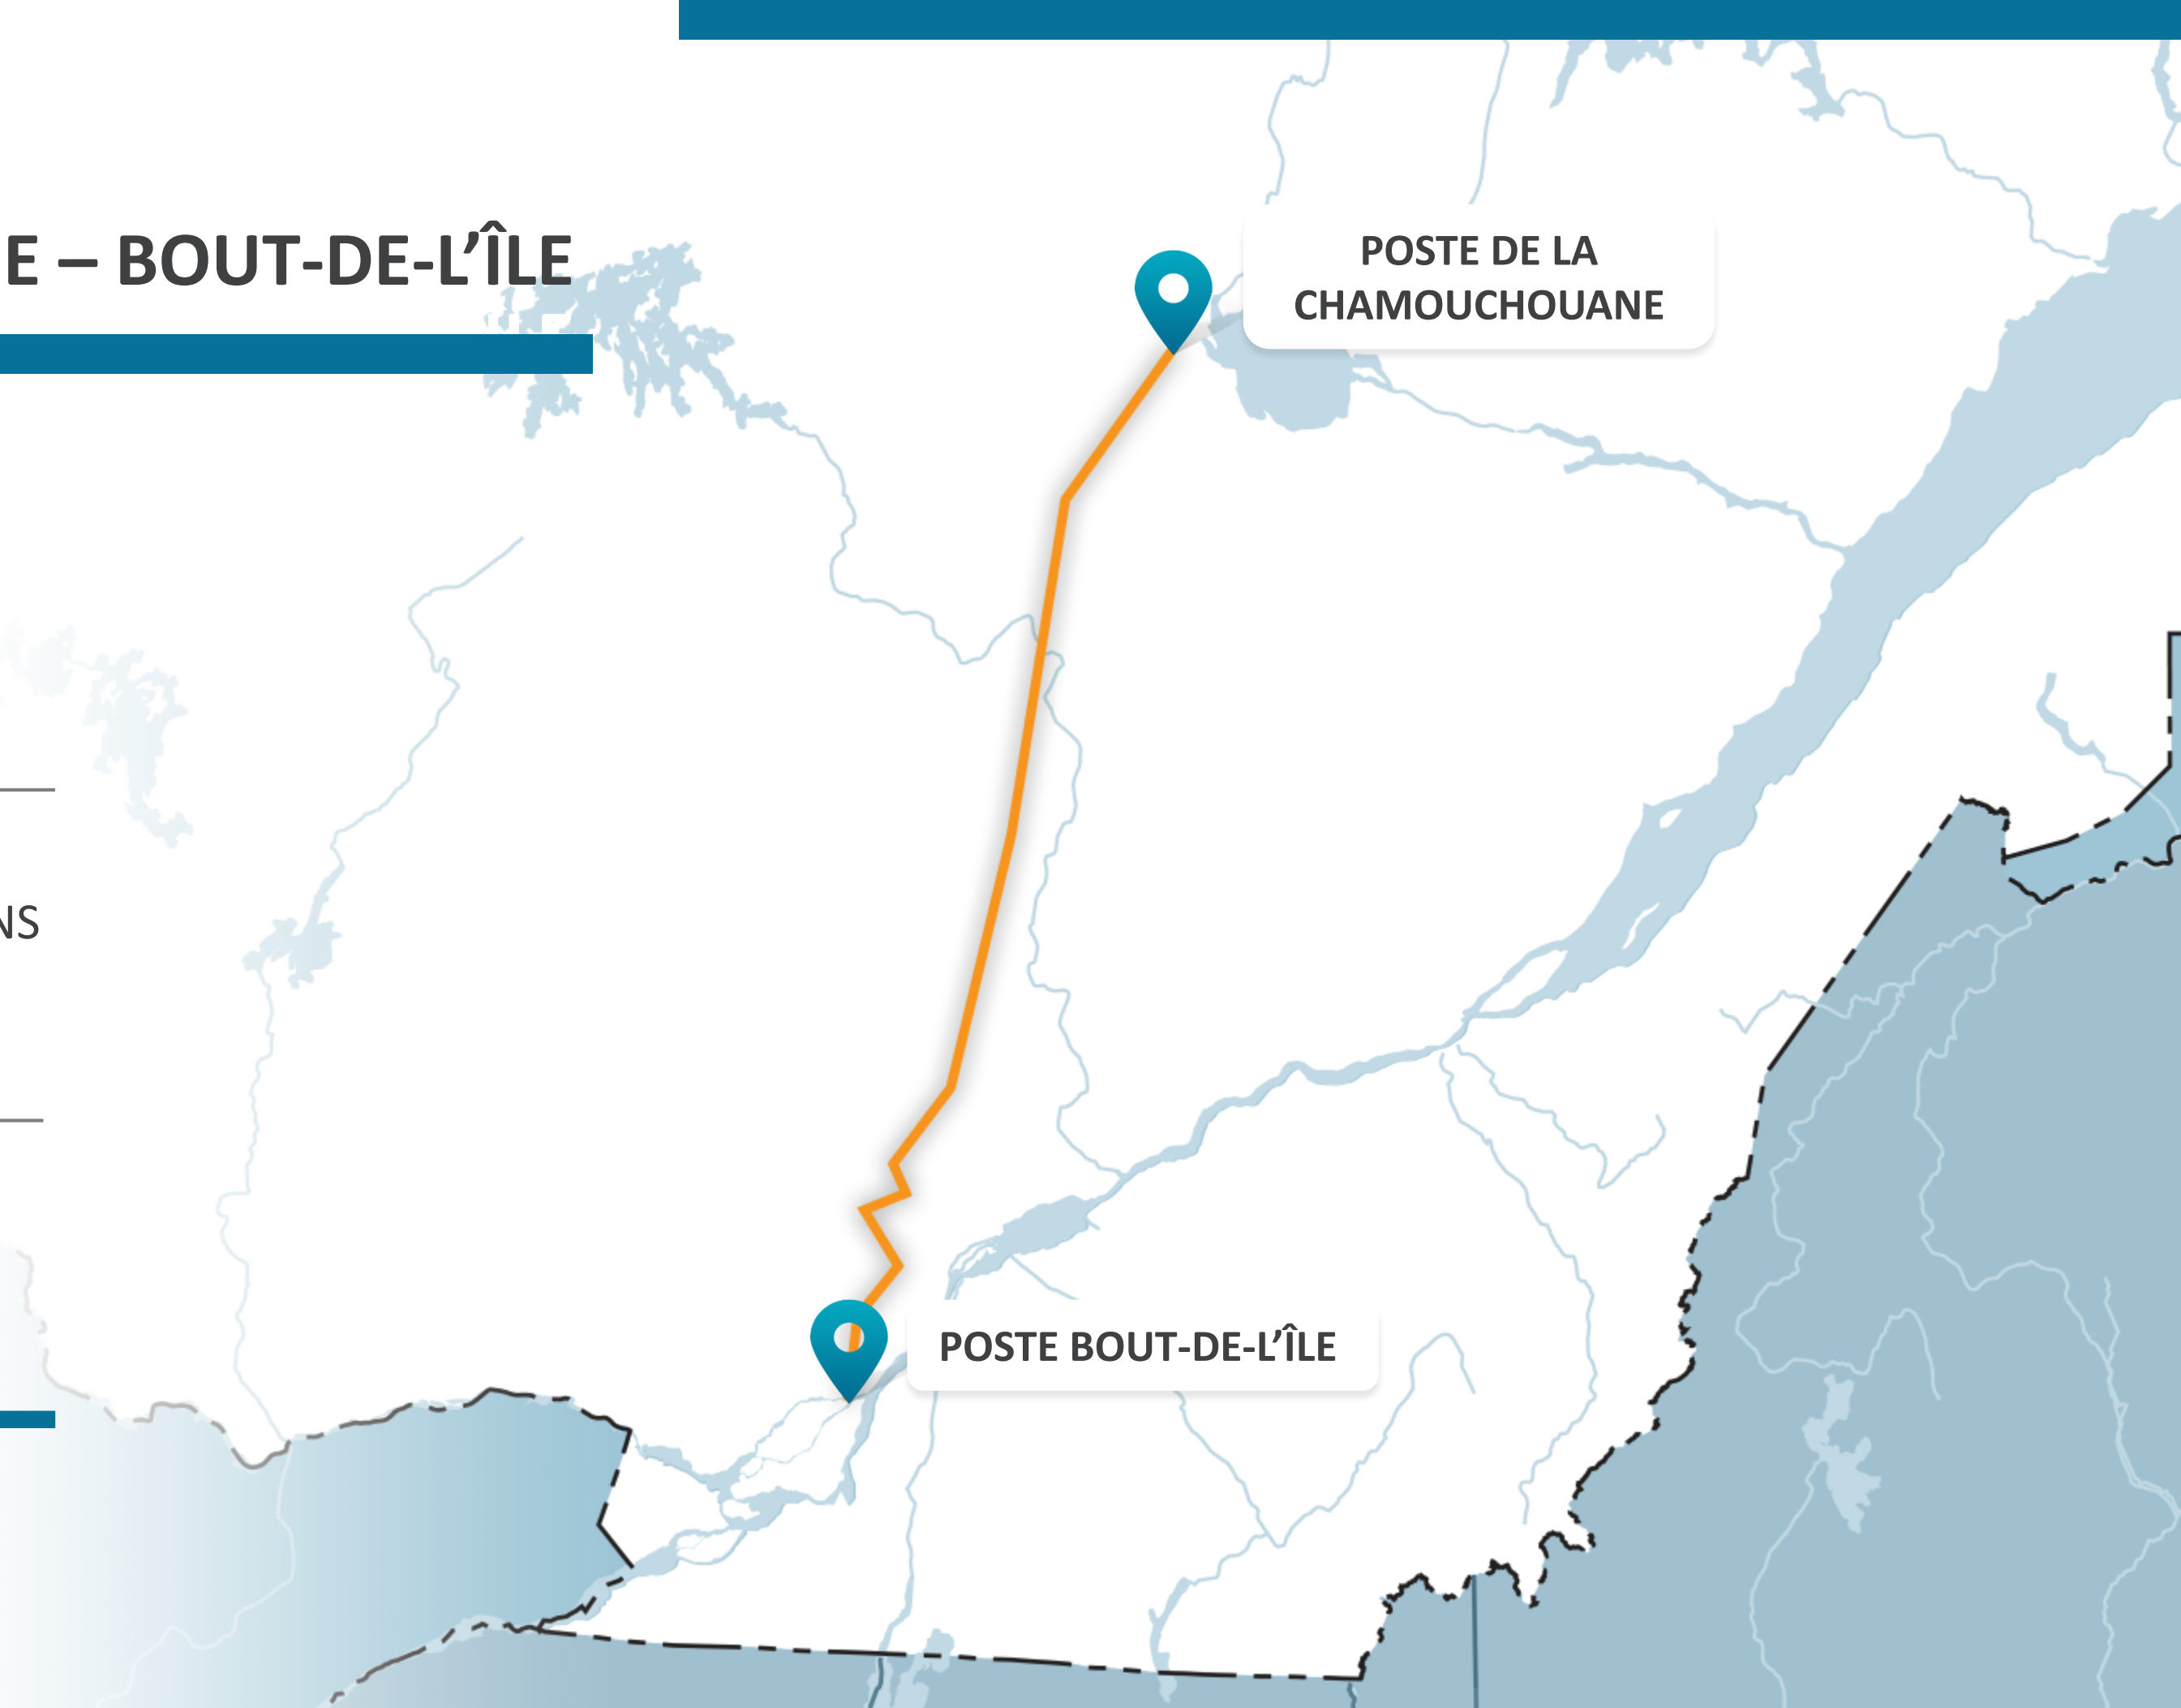 E – BOUT-DE-L’ÎLE
POSTE DE LA
CHAMOUCHOUANE
NS
POSTE BOUT-DE-L’ÎLE